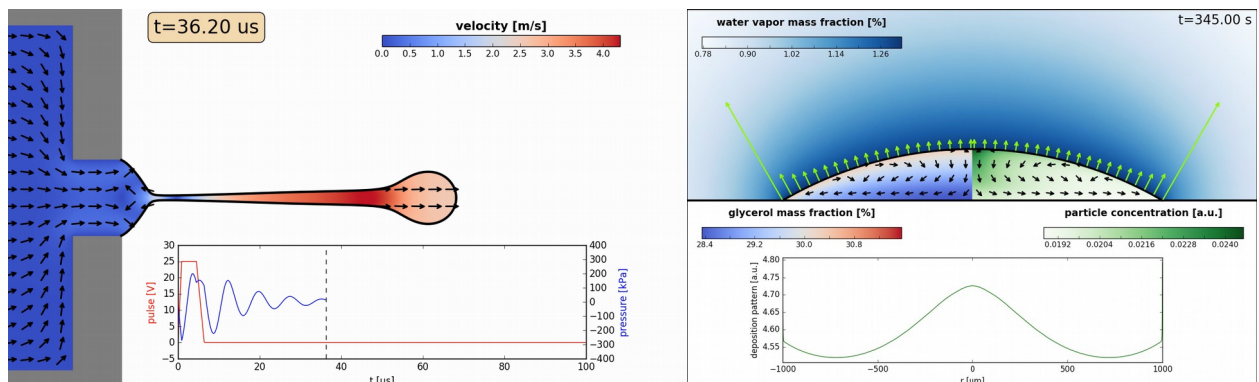 t=36.20 us
velocity [m/s]
0.0 0.5 1.0 1.5 2.0 2.5 3.0 3.5 4.0
30
25
20
15
10
5
0
−5
pulse [V]
400
300
200
100
0
−100
−200
−300
−400
pressure [kPa]
0 20 40 60 80 100
t [us]
water vapor mass fraction [%]
t=345.00 s
0.78 0.90 1.02 1.14 1.26
glycerol mass fraction [%]
particle concentration [a.u.]
28.4 29.2 30.0 30.8
0.0192 0.0204 0.0216 0.0228 0.0240
4.80
4.75
4.70
4.65
4.60
4.55
deposition pattern [a.u.]
−1000 −500 0 500 1000
r [um]